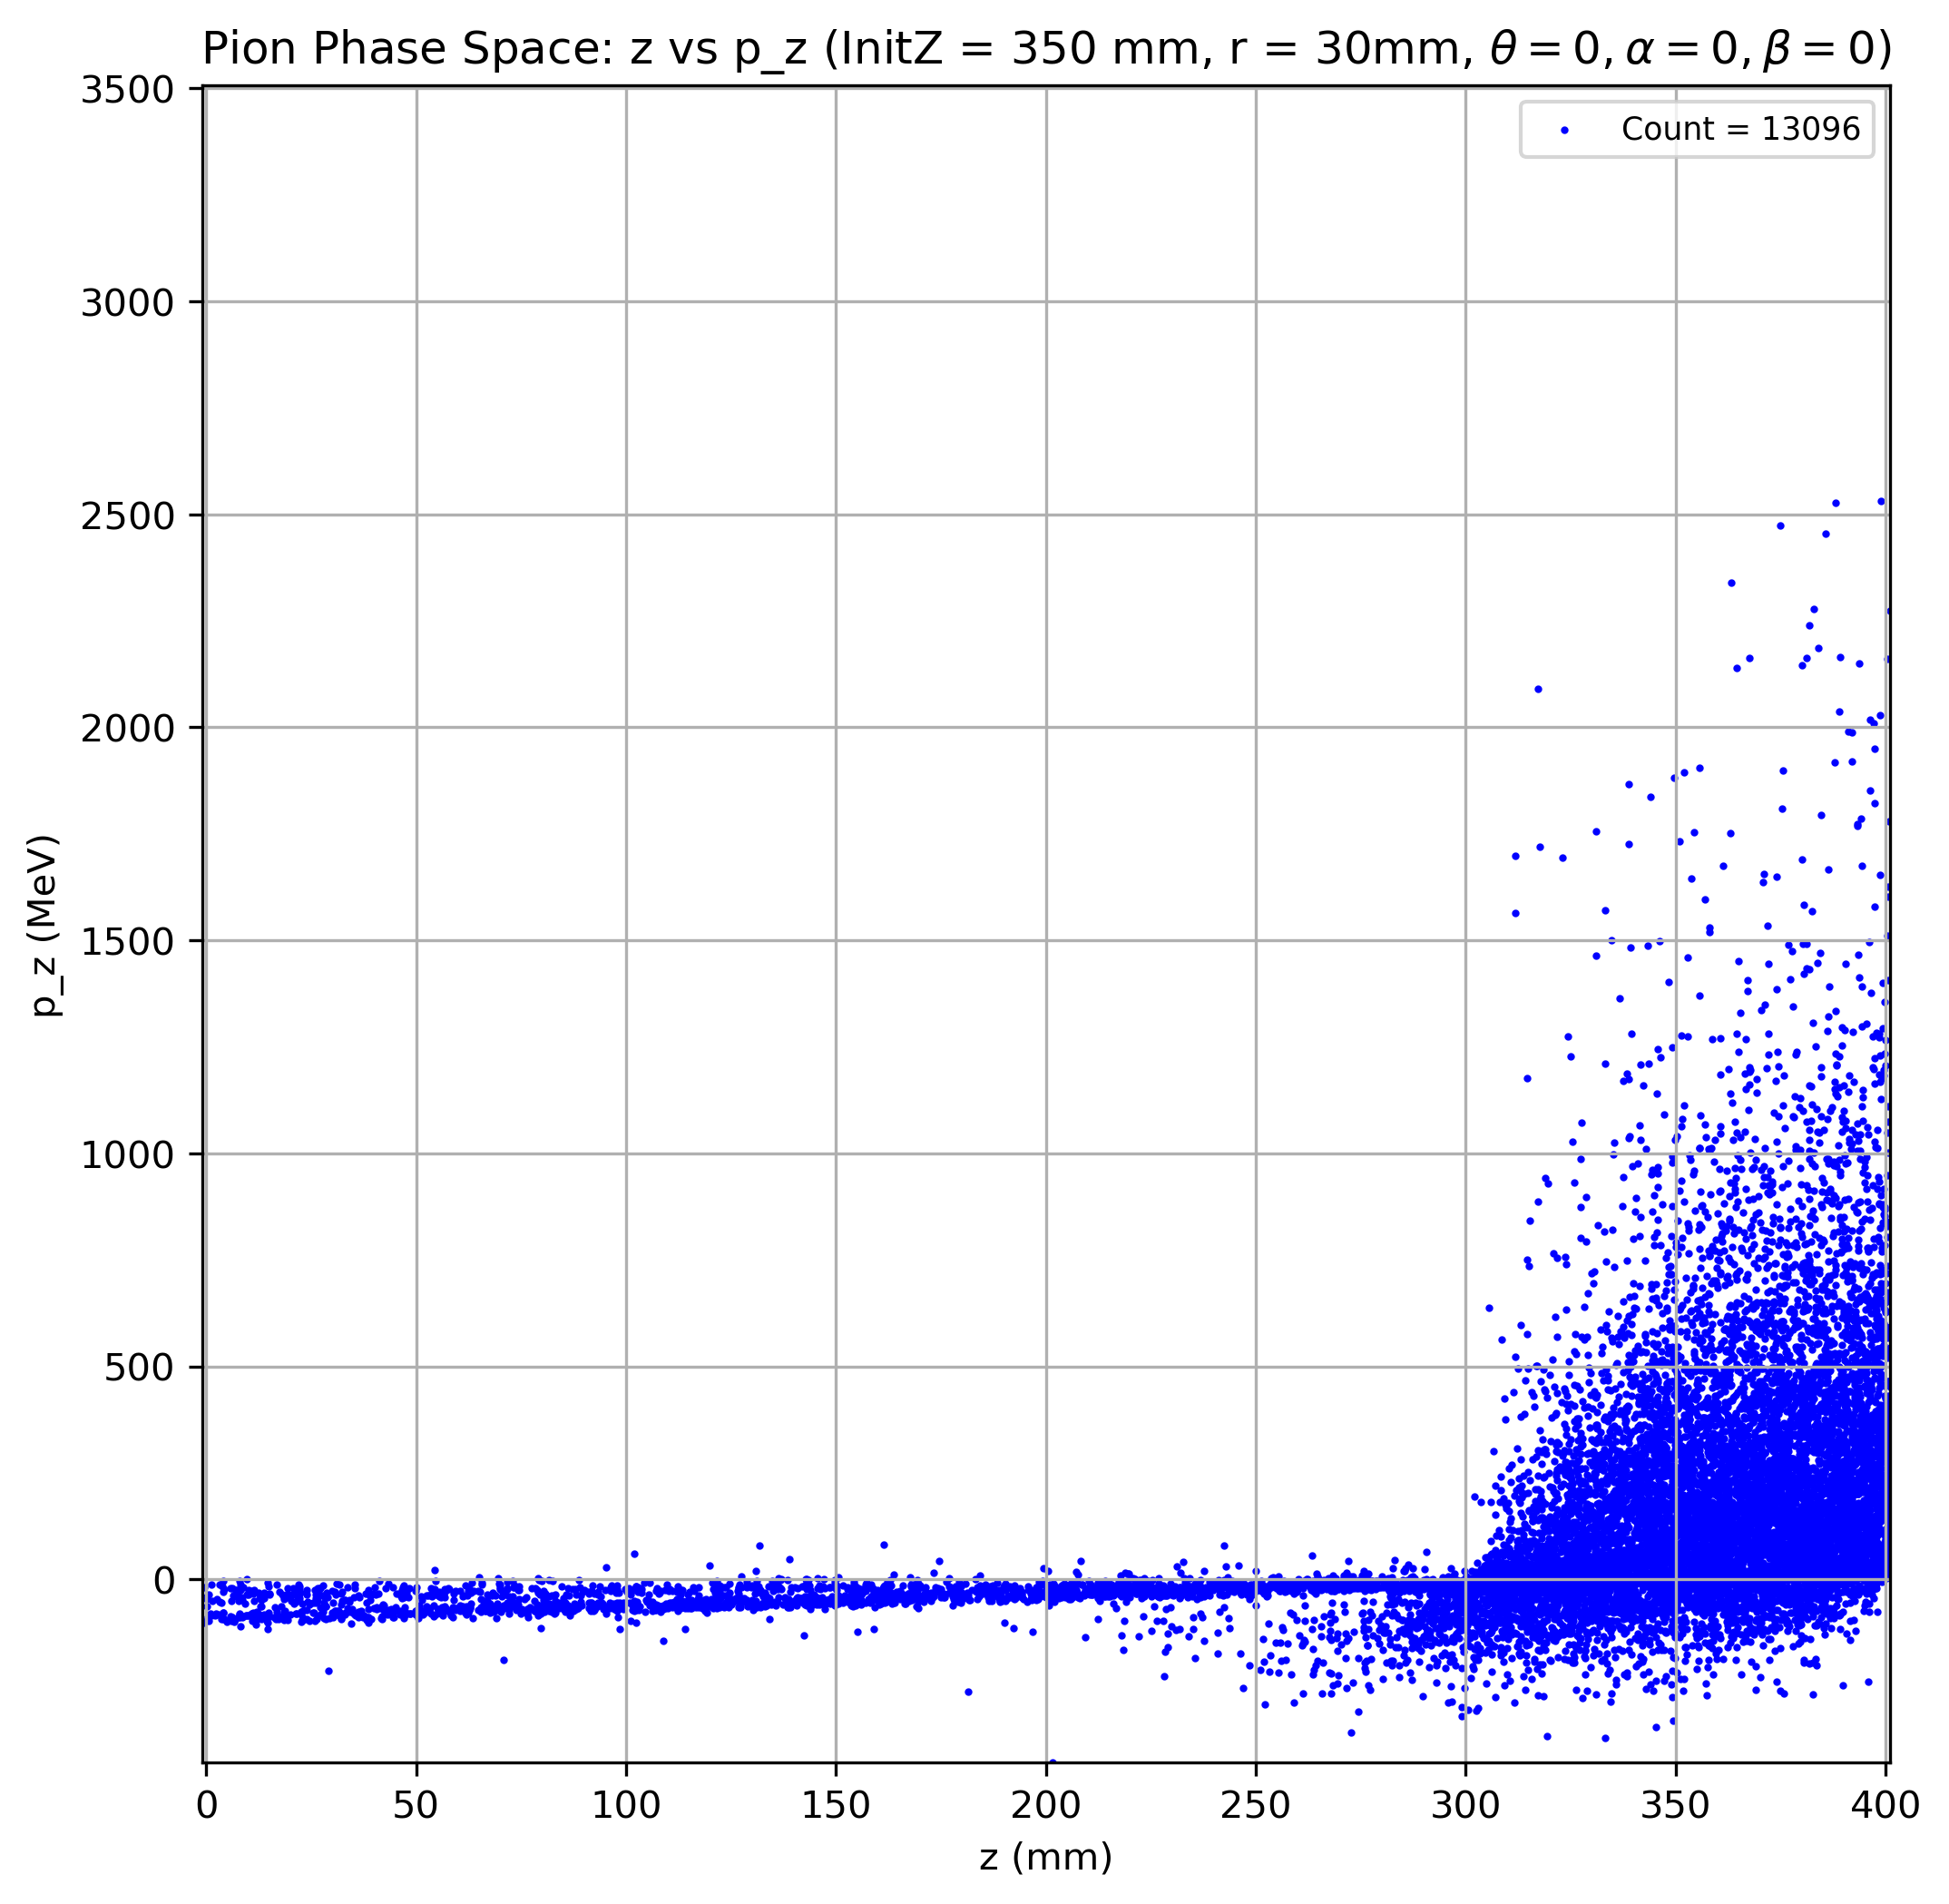 Pion Phase Space: z vs p_z (InitZ = 350 mm, r = 30mm, θ = 0, α = 0, β = 0)
Count = 13096
3500
3000
2500
2000
1500
1000
500
0
p_z (MeV)
0 50 100 150 200 250 300 350 400
z (mm)